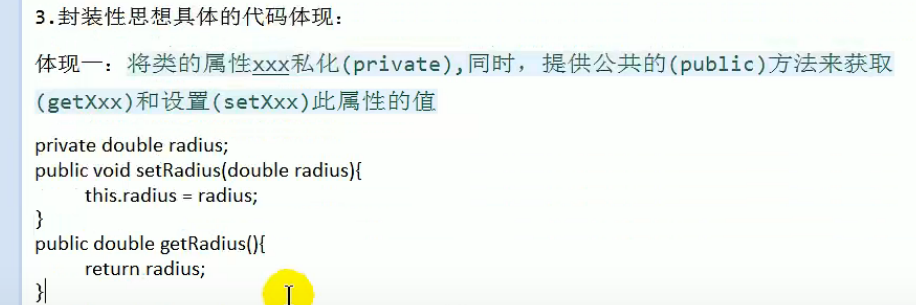 3.封装性思想具体的代码体现：
体现一：将类的属性xxx私化(private),同时，提供公共的(public)方法来获取
(getXxx)和设置(setXxx)此属性的值
private double radius;
public void setRadius(double radius){
this.radius = radius;
}
public double getRadius(){
return radius;
}